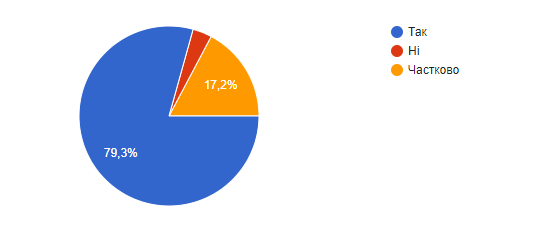 Так
Ні
Частково
17,2%
79,3%